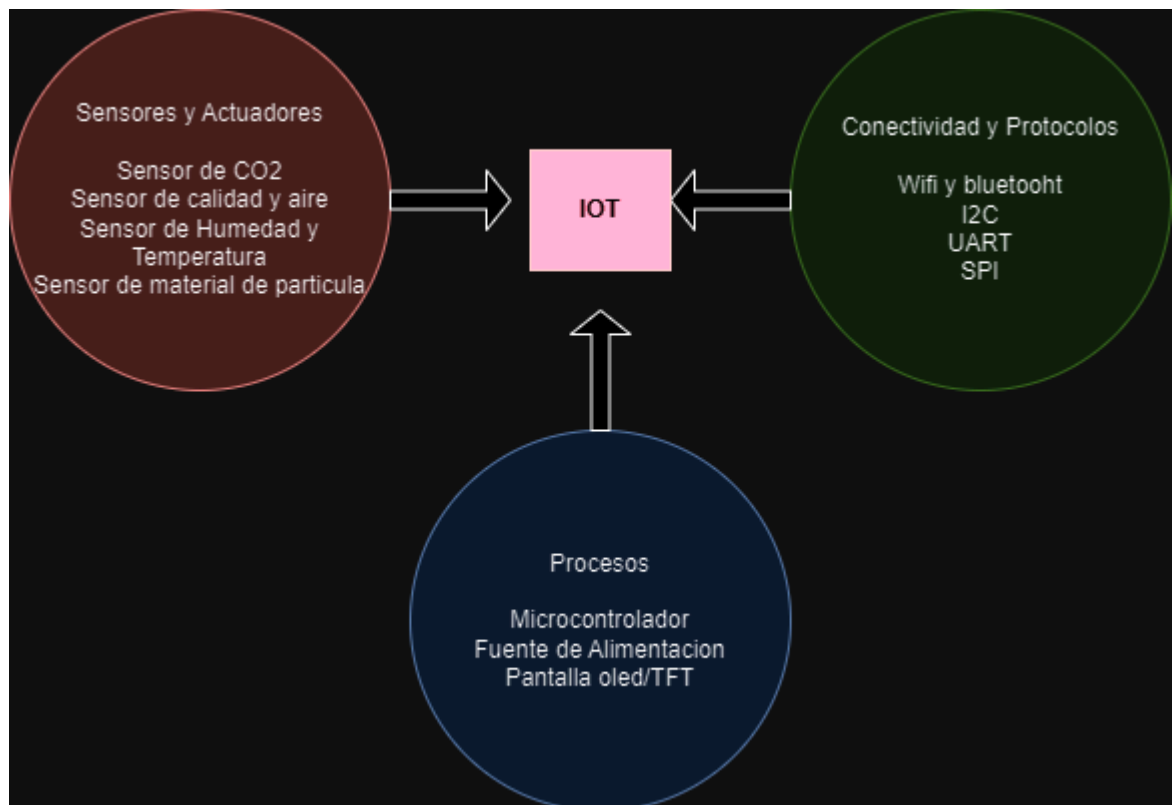 Sensores y Actuadores
Sensor de CO2
Sensor de calidad y aire
Sensor de Humedad y
Temperatura
Sensor de material de particula
IOT
Conectividad y Protocolos
Wifi y bluetooht
I2C
UART
SPI
Procesos
Microcontrolador
Fuente de Alimentacion
Pantalla oled/TFT